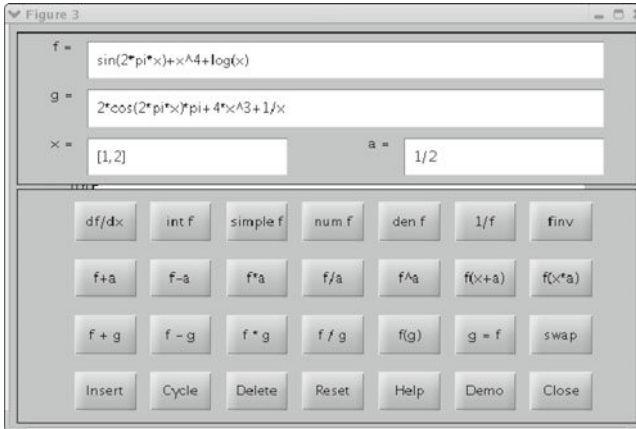 Figure 3
f =
sin(2*pi*x)+x^4+log(x)
g =
2*cos(2*pi*x)*pi+4*x^3+1/x
x = [1,2] a = 1/2
df/dx int f simple f num f den f 1/f finv
f+a f-a f*a f/a f^a f(x+a) f(x*a)
f + g f - g f * g f / g f(g) g = f swap
Insert Cycle Delete Reset Help Demo Close